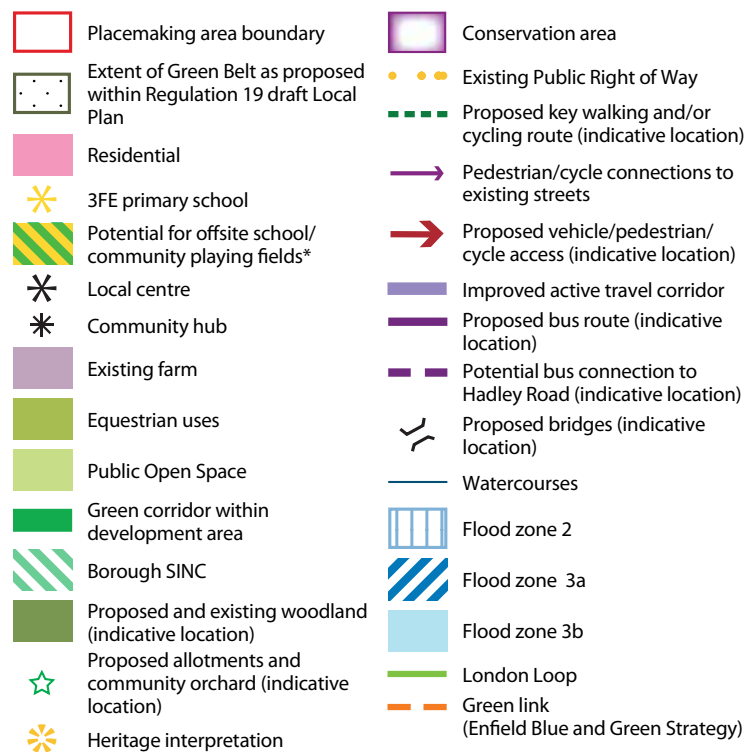 Placemaking area boundary
Extent of Green Belt as proposed
within Regulation 19 draft Local
Plan
Residential
3FE primary school
Potential for offsite school/
community playing fields*
Local centre
Community hub
Existing farm
Equestrian uses
Public Open Space
Green corridor within
development area
Borough SINC
Proposed and existing woodland
(indicative location)
Proposed allotments and
community orchard (indicative
location)
Heritage interpretation
Conservation area
Existing Public Right of Way
Proposed key walking and/or
cycling route (indicative location)
Pedestrian/cycle connections to
existing streets
Proposed vehicle/pedestrian/
cycle access (indicative location)
Improved active travel corridor
Proposed bus route (indicative
location)
Potential bus connection to
Hadley Road (indicative location)
Proposed bridges (indicative
location)
Watercourses
Flood zone 2
Flood zone 3a
Flood zone 3b
London Loop
Green link
(Enfield Blue and Green Strategy)